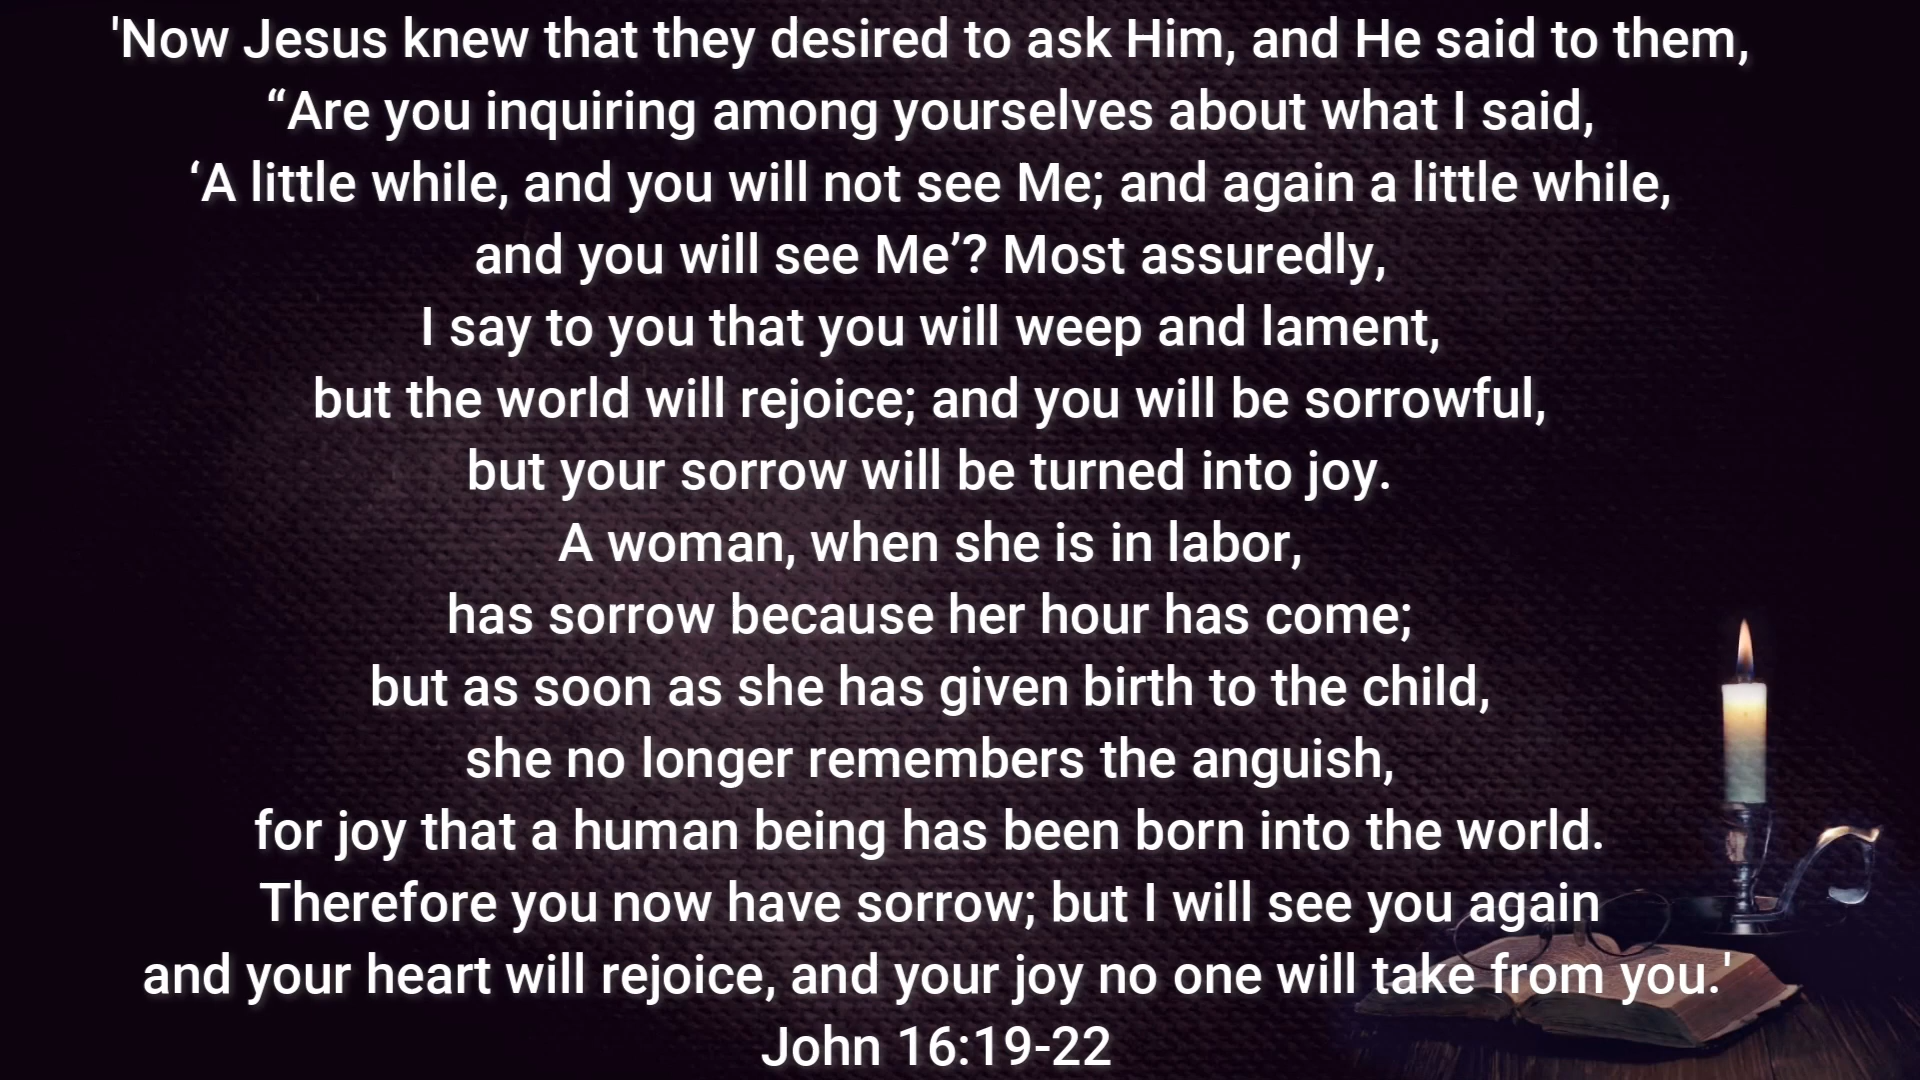 'Now Jesus knew that they desired to ask Him, and He said to them,
“Are you inquiring among yourselves about what I said,
‘A little while, and you will not see Me; and again a little while,
and you will see Me’? Most assuredly,
I say to you that you will weep and lament,
but the world will rejoice; and you will be sorrowful,
but your sorrow will be turned into joy.
A woman, when she is in labor,
has sorrow because her hour has come;
but as soon as she has given birth to the child,
she no longer remembers the anguish,
for joy that a human being has been born into the world.
Therefore you now have sorrow; but I will see you again
and your heart will rejoice, and your joy no one will take from you.'
John 16:19-22